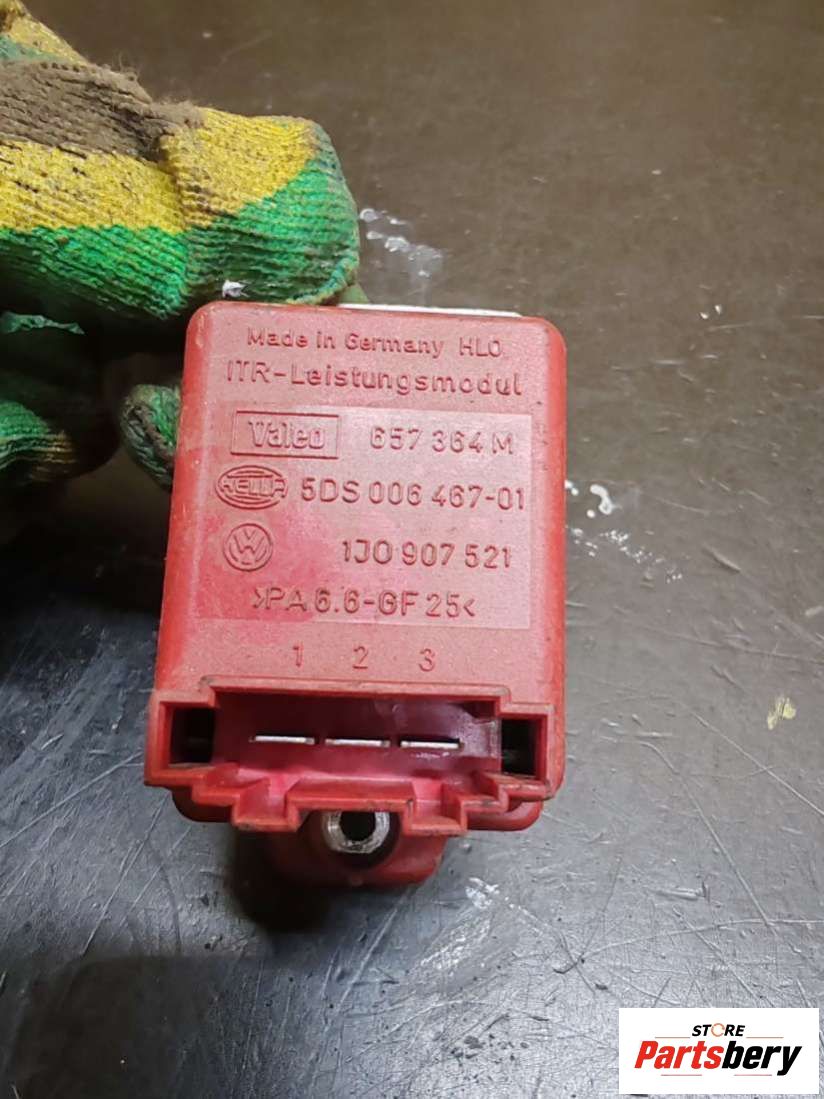 Made in Germany HLO
ITR-Leistungsmodul
Valeo 657 364 M
HELLA 5DS 006 467-01
VW 1J0 907 521
>PA 6.6-GF 25<
1 2 3
STORE
Partsbery